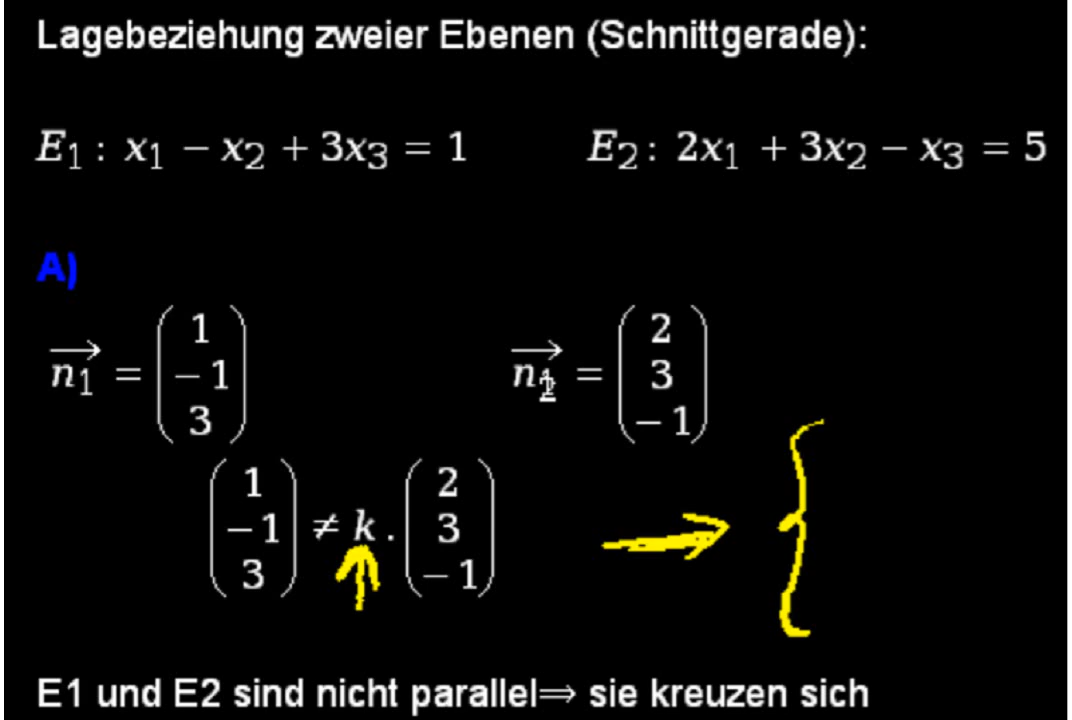 Lagebeziehung zweier Ebenen (Schnittgerade):
E₁ : x₁ − x₂ + 3x₃ = 1 E₂ : 2x₁ + 3x₂ − x₃ = 5
A)
n₁⃗ = (1 −1 3) n₂⃗ = (2 3 −1)
(1 −1 3) ≠ k . (2 3 −1)
E1 und E2 sind nicht parallel⇒ sie kreuzen sich